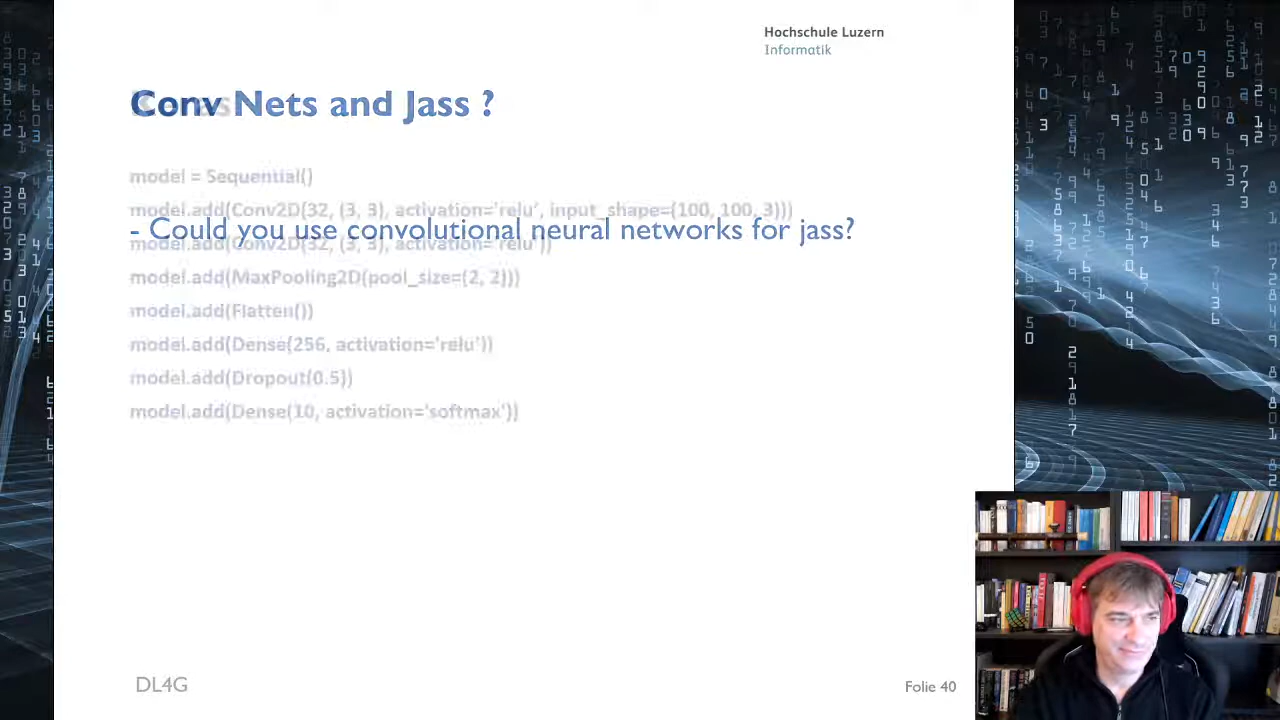 Hochschule Luzern
Informatik
Conv Nets and Jass ?
model = Sequential()
model.add(Conv2D(32, (3, 3), activation='relu', input_shape=(100, 100, 3)))
- Could you use convolutional neural networks for jass?
model.add(Conv2D(32, (3, 3), activation='relu'))
model.add(MaxPooling2D(pool_size=(2, 2)))
model.add(Flatten())
model.add(Dense(256, activation='relu'))
model.add(Dropout(0.5))
model.add(Dense(10, activation='softmax'))
DL4G
Folie 40